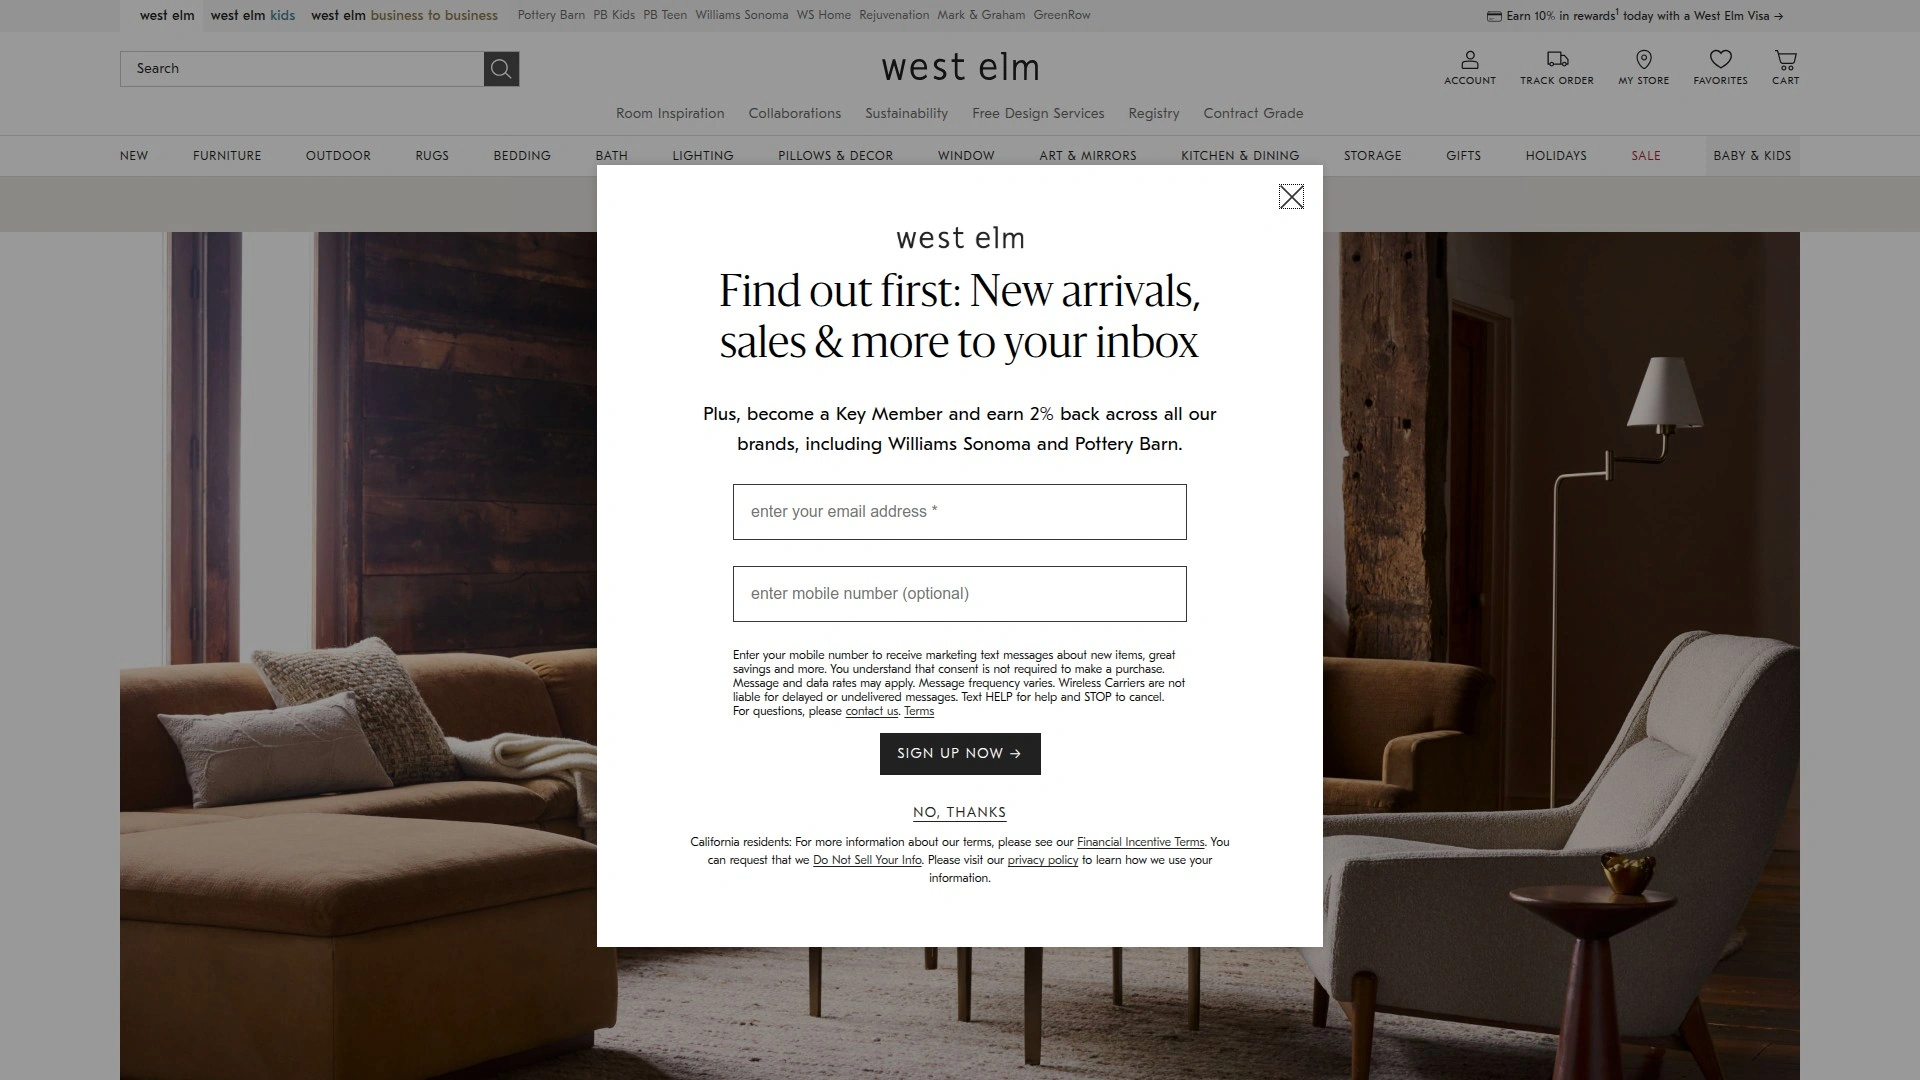 west elm west elm kids west elm business to business Pottery Barn PB Kids PB Teen Williams Sonoma WS Home Rejuvenation Mark & Graham GreenRow Earn 10% in rewards¹ today with a West Elm Visa →
Search
west elm
ACCOUNT TRACK ORDER MY STORE FAVORITES CART
Room Inspiration Collaborations Sustainability Free Design Services Registry Contract Grade
NEW FURNITURE OUTDOOR RUGS BEDDING BATH LIGHTING PILLOWS & DECOR WINDOW ART & MIRRORS KITCHEN & DINING STORAGE GIFTS HOLIDAYS SALE BABY & KIDS
west elm
Find out first: New arrivals,
sales & more to your inbox
Plus, become a Key Member and earn 2% back across all our
brands, including Williams Sonoma and Pottery Barn.
enter your email address *
enter mobile number (optional)
Enter your mobile number to receive marketing text messages about new items, great
savings and more. You understand that consent is not required to make a purchase.
Message and data rates may apply. Message frequency varies. Wireless Carriers are not
liable for delayed or undelivered messages. Text HELP for help and STOP to cancel.
For questions, please contact us. Terms
SIGN UP NOW →
NO, THANKS
California residents: For more information about our terms, please see our Financial Incentive Terms. You
can request that we Do Not Sell Your Info. Please visit our privacy policy to learn how we use your
information.